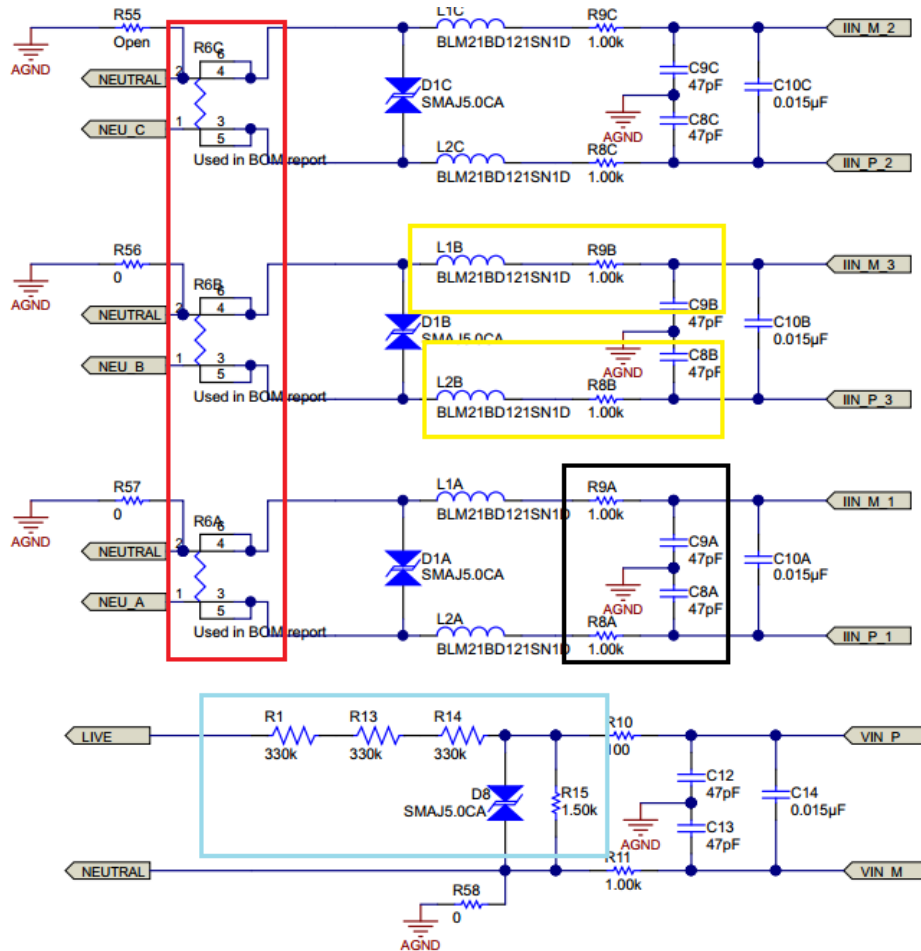 R55
Open
AGND
NEUTRAL
NEU_C
R6C
2
6
4
1
3
5
Used in BOM report
L1C
BLM21BD121SN1D
R9C
1.00k
D1C
SMAJ5.0CA
C9C
47pF
AGND
C8C
47pF
C10C
0.015µF
L2C
BLM21BD121SN1D
R8C
1.00k
IIN_M_2
IIN_P_2
R56
0
AGND
NEUTRAL
NEU_B
R6B
2
6
4
1
3
5
Used in BOM report
L1B
BLM21BD121SN1D
R9B
1.00k
D1B
SMAJ5.0CA
C9B
47pF
AGND
C8B
47pF
C10B
0.015µF
L2B
BLM21BD121SN1D
R8B
1.00k
IIN_M_3
IIN_P_3
R57
0
AGND
NEUTRAL
NEU_A
R6A
2
6
4
1
3
5
Used in BOM report
L1A
BLM21BD121SN1D
R9A
1.00k
D1A
SMAJ5.0CA
C9A
47pF
AGND
C8A
47pF
C10A
0.015µF
L2A
BLM21BD121SN1D
R8A
1.00k
IIN_M_1
IIN_P_1
LIVE
R1
330k
R13
330k
R14
330k
D8
SMAJ5.0CA
R15
1.50k
R10
100
C12
47pF
AGND
C13
47pF
C14
0.015µF
R11
1.00k
VIN_P
VIN_M
NEUTRAL
R58
0
AGND